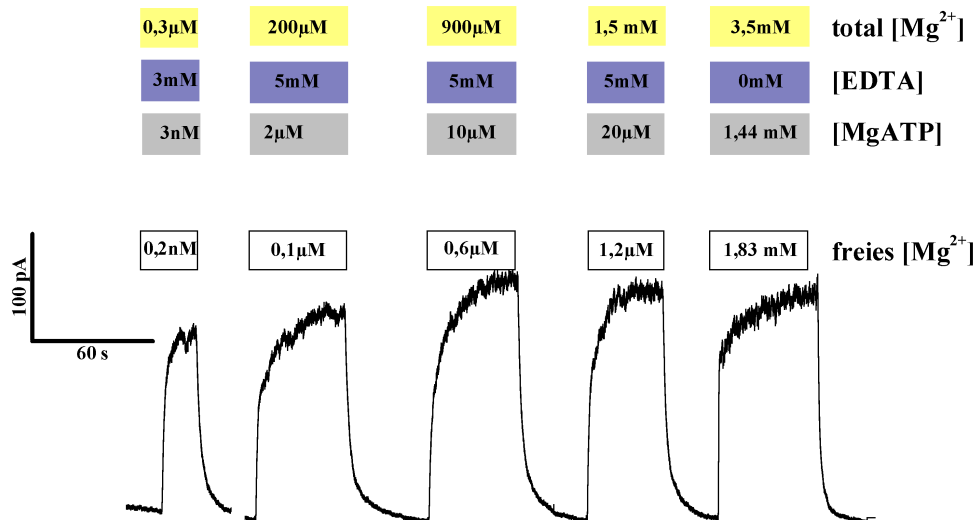 0,3µM 200µM 900µM 1,5 mM 3,5mM total [Mg²⁺]
3mM 5mM 5mM 5mM 0mM [EDTA]
3nM 2µM 10µM 20µM 1,44 mM [MgATP]
0,2nM 0,1µM 0,6µM 1,2µM 1,83 mM freies [Mg²⁺]
100 pA
60 s